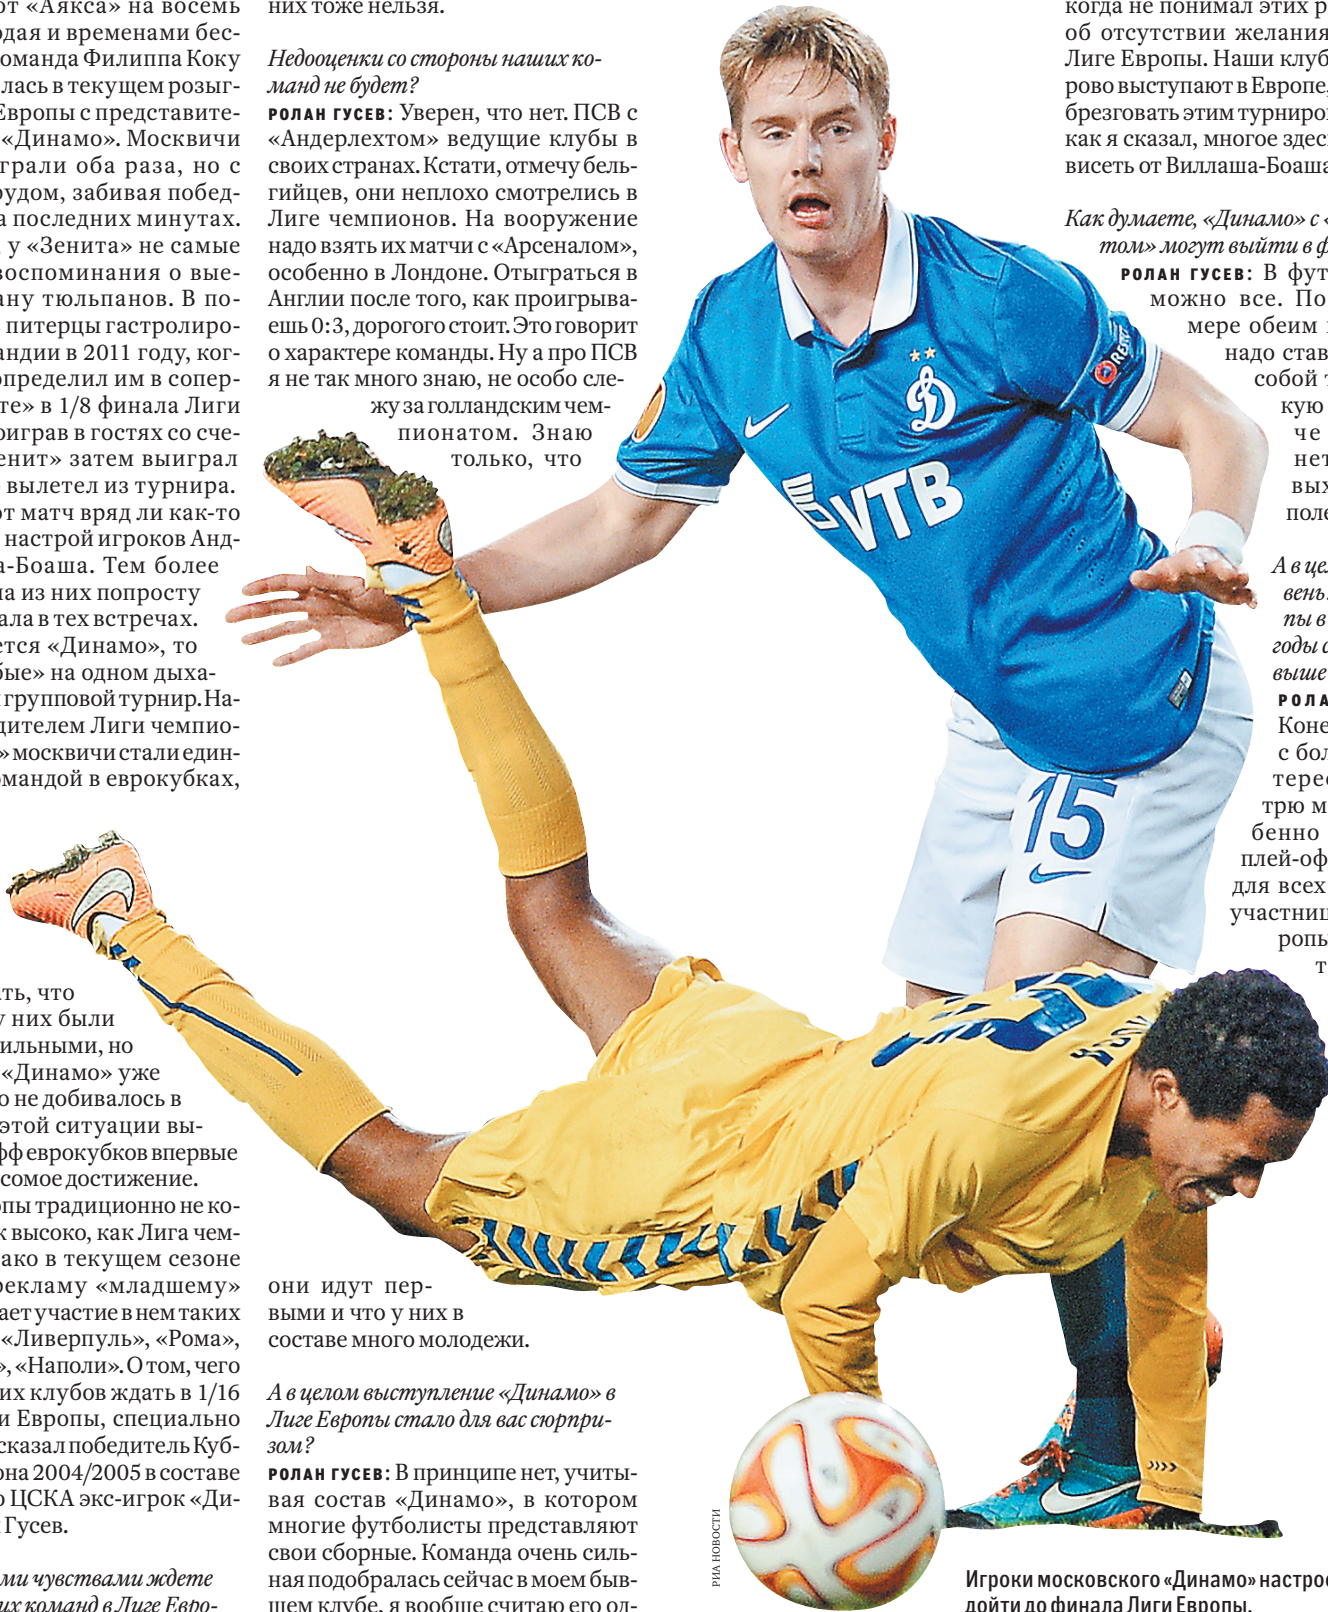 от «Аякса» на восемь
команда Филиппа Коку
лась в текущем розыг-
Европы с представите-
«Динамо». Москвичи
грали оба раза, но с
трудом, забивая побед-
последних минутах.
у «Зенита» не самые
воспоминания о вые-
ану тюльпанов. В по-
питерцы гастролиро-
андии в 2011 году, ког-
определил им в сопер-
те» в 1/8 финала Лиги
оиграв в гостях со сче-
енит» затем выиграл
вылетел из турнира.
от матч вряд ли как-то
настрой игроков Анд-
а-Боаша. Тем более
на из них попросту
ала в тех встречах.
ется «Динамо», то
бые» на одном дыха-
групповой турнир. На-
дителем Лиги чемпио-
» москвичи стали един-
омандой в еврокубках,
ать, что
у них были
ильными, но
«Динамо» уже
о не добивалось в
этой ситуации вы-
фф еврокубков впервые
сомое достижение.
опы традиционно не ко-
к высоко, как Лига чем-
ако в текущем сезоне
рекламу «младшему»
ает участие в нем таких
«Ливерпуль», «Рома»,
», «Наполи». О том, чего
их клубов ждать в 1/16
и Европы, специально
сказал победитель Куб-
она 2004/2005 в составе
о ЦСКА экс-игрок «Ди-
Гусев.
ми чувствами ждете
их команд в Лиге Евро-
них тоже нельзя.
Недооценки со стороны наших ко-
манд не будет?
РОЛАН ГУСЕВ: Уверен, что нет. ПСВ с
«Андерлехтом» ведущие клубы в
своих странах. Кстати, отмечу бель-
гийцев, они неплохо смотрелись в
Лиге чемпионов. На вооружение
надо взять их матчи с «Арсеналом»,
особенно в Лондоне. Отыграться в
Англии после того, как проигрыва-
ешь 0:3, дорогого стоит. Это говорит
о характере команды. Ну а про ПСВ
я не так много знаю, не особо сле-
жу за голландским чем-
пионатом. Знаю
только, что
они идут пер-
выми и что у них в
составе много молодежи.
А в целом выступление «Динамо» в
Лиге Европы стало для вас сюрпри-
зом?
РОЛАН ГУСЕВ: В принципе нет, учиты-
вая состав «Динамо», в котором
многие футболисты представляют
свои сборные. Команда очень силь-
ная подобралась сейчас в моем быв-
шем клубе, я вообще считаю его од-
когда не понимал этих р
об отсутствии желания
Лиге Европы. Наши клуб
рово выступают в Европе,
брезговать этим турниро
как я сказал, многое здес
висеть от Виллаша-Боаша
Как думаете, «Динамо» с «
том» могут выйти в ф
РОЛАН ГУСЕВ: В фут
можно все. По
мере обеим
надо став
собой т
кую
че
нет
вых
поле
А в це
вень
пы в
годы с
выше
РОЛА
Коне
с бол
терес
трю м
бенно
плей-оф
для всех
участниц
ропы
т
D
VTB
RESPE
15
РИА НОВОСТИ
Игроки московского «Динамо» настро
дойти до финала Лиги Европы.